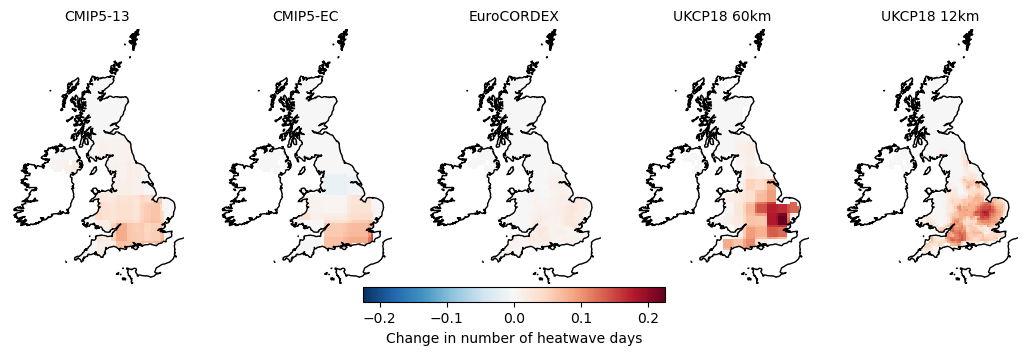 CMIP5-13 CMIP5-EC EuroCORDEX UKCP18 60km UKCP18 12km
−0.2 −0.1 0.0 0.1 0.2
Change in number of heatwave days